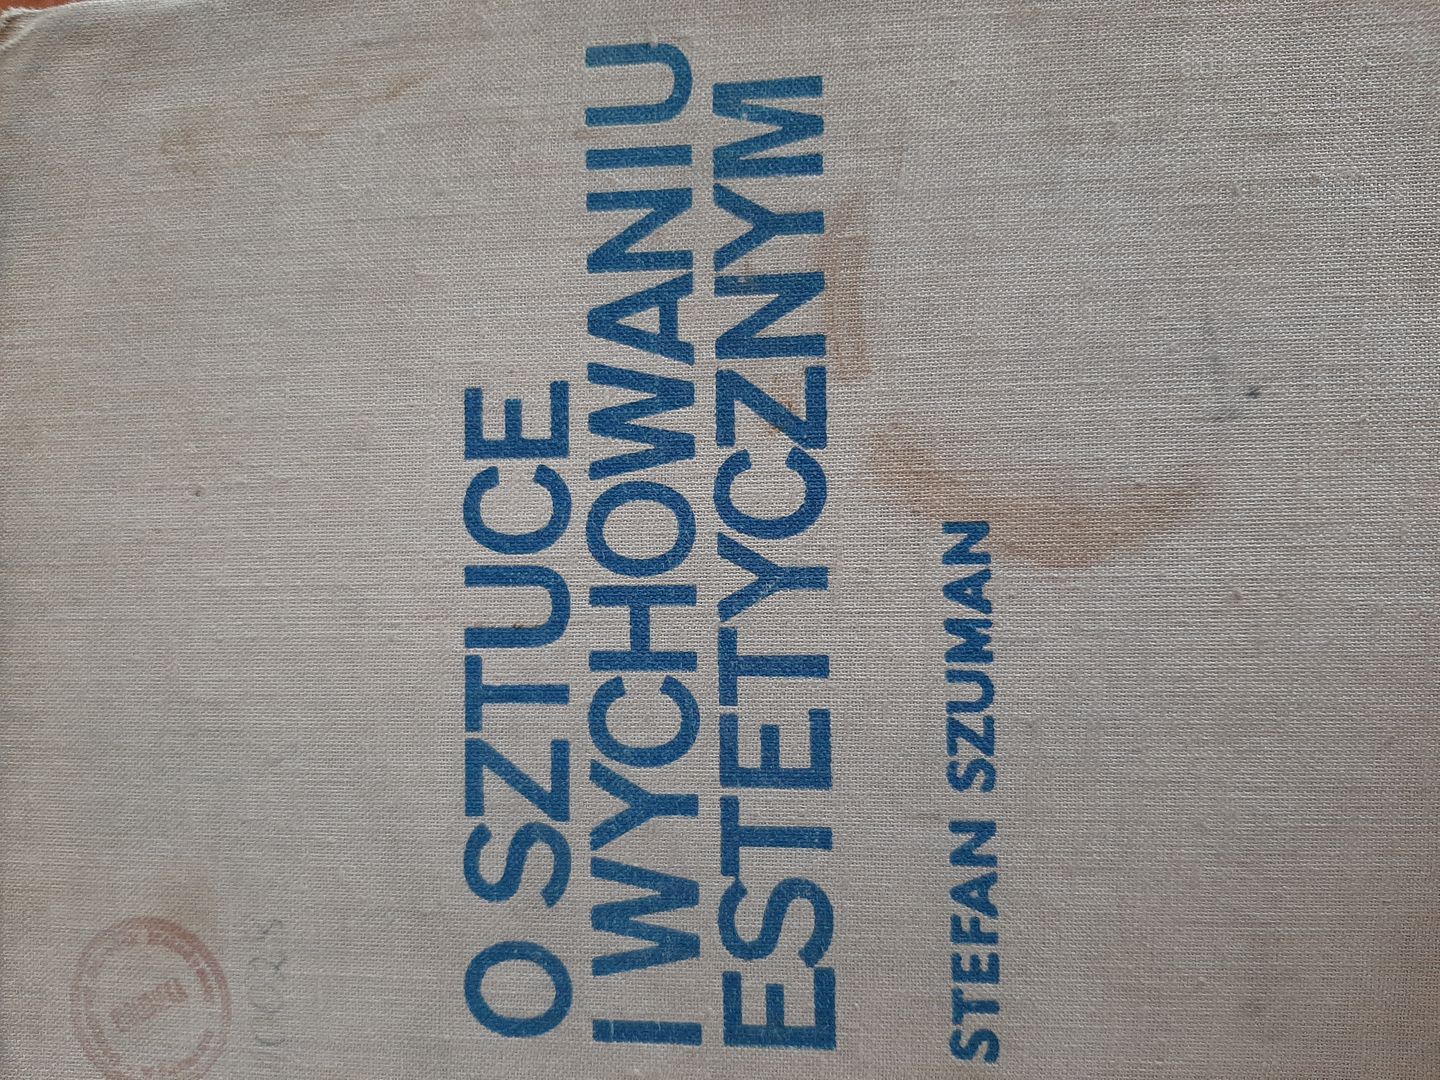 O SZTUCE
I WYCHOWANIU
ESTETYCZNYM
STEFAN SZUMAN